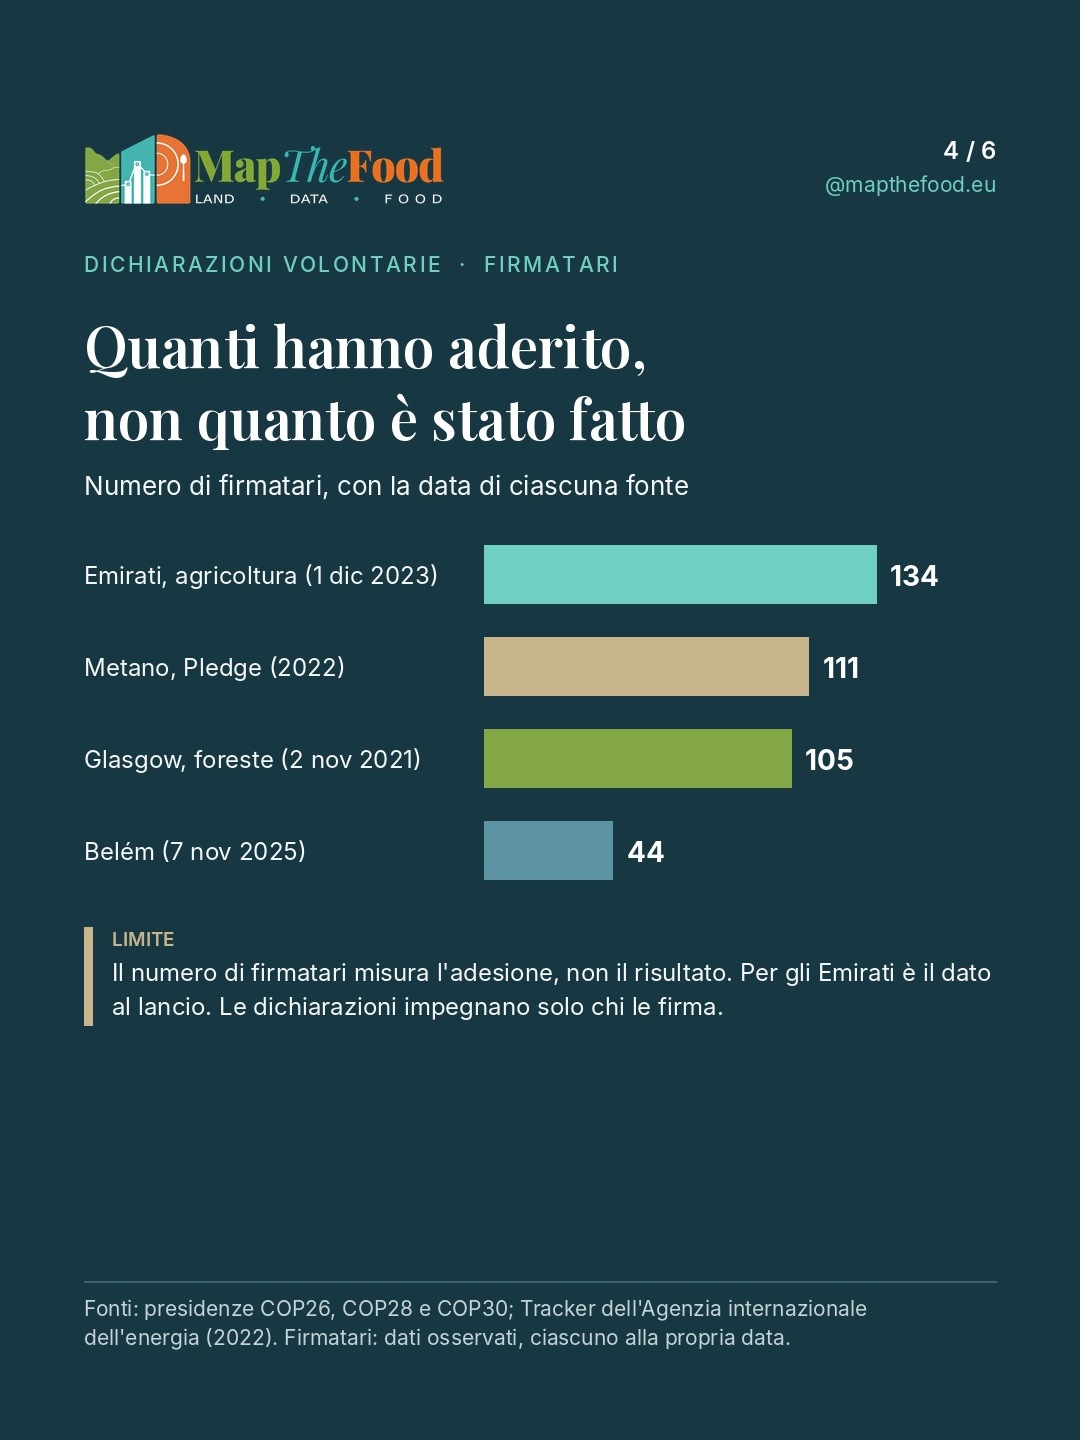 MapTheFood
LAND • DATA • FOOD
4 / 6
@mapthefood.eu
DICHIARAZIONI VOLONTARIE · FIRMATARI
Quanti hanno aderito,
non quanto è stato fatto
Numero di firmatari, con la data di ciascuna fonte
Emirati, agricoltura (1 dic 2023) 134
Metano, Pledge (2022) 111
Glasgow, foreste (2 nov 2021) 105
Belém (7 nov 2025) 44
LIMITE
Il numero di firmatari misura l'adesione, non il risultato. Per gli Emirati è il dato
al lancio. Le dichiarazioni impegnano solo chi le firma.
Fonti: presidenze COP26, COP28 e COP30; Tracker dell'Agenzia internazionale
dell'energia (2022). Firmatari: dati osservati, ciascuno alla propria data.